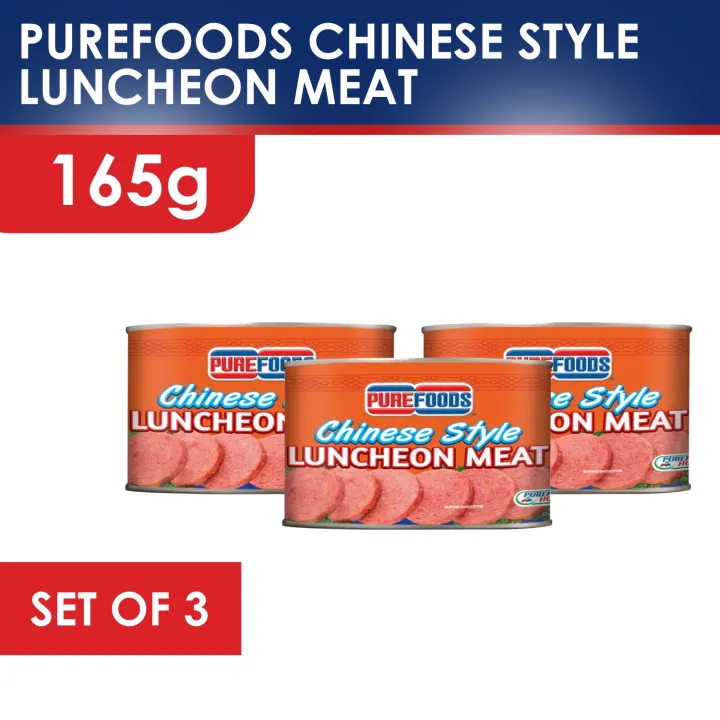 PUREFOODS CHINESE STYLE
LUNCHEON MEAT
165g
PUREFOODS
Chinese
LUNCHEON
PUREFOODS
Chinese Style
LUNCHEON MEAT
PUREFOODS
Style
MEAT
SET OF 3